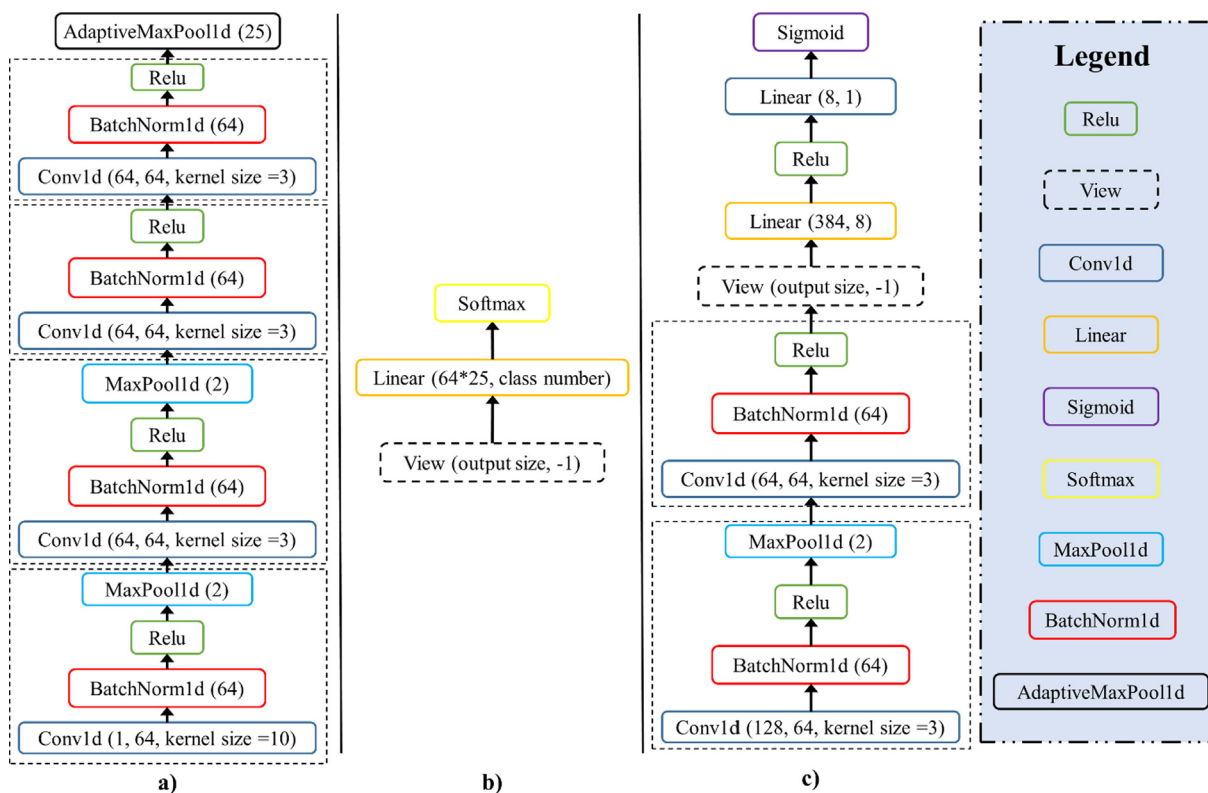 AdaptiveMaxPool1d (25)
Relu
BatchNorm1d (64)
Conv1d (64, 64, kernel size =3)
Relu
BatchNorm1d (64)
Conv1d (64, 64, kernel size =3)
MaxPool1d (2)
Relu
BatchNorm1d (64)
Conv1d (64, 64, kernel size =3)
MaxPool1d (2)
Relu
BatchNorm1d (64)
Conv1d (1, 64, kernel size =10)
a)
Softmax
Linear (64*25, class number)
View (output size, -1)
b)
Sigmoid
Linear (8, 1)
Relu
Linear (384, 8)
View (output size, -1)
Relu
BatchNorm1d (64)
Conv1d (64, 64, kernel size =3)
MaxPool1d (2)
Relu
BatchNorm1d (64)
Conv1d (128, 64, kernel size =3)
c)
Legend
Relu
View
Conv1d
Linear
Sigmoid
Softmax
MaxPool1d
BatchNorm1d
AdaptiveMaxPool1d